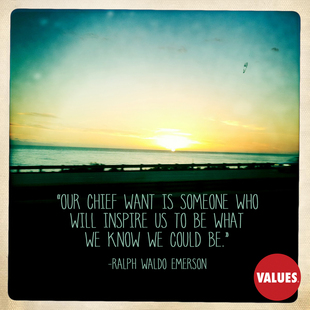 "OUR CHIEF WANT IS SOMEONE WHO
WILL INSPIRE US TO BE WHAT
WE KNOW WE COULD BE."
-RALPH WALDO EMERSON
VALUES.